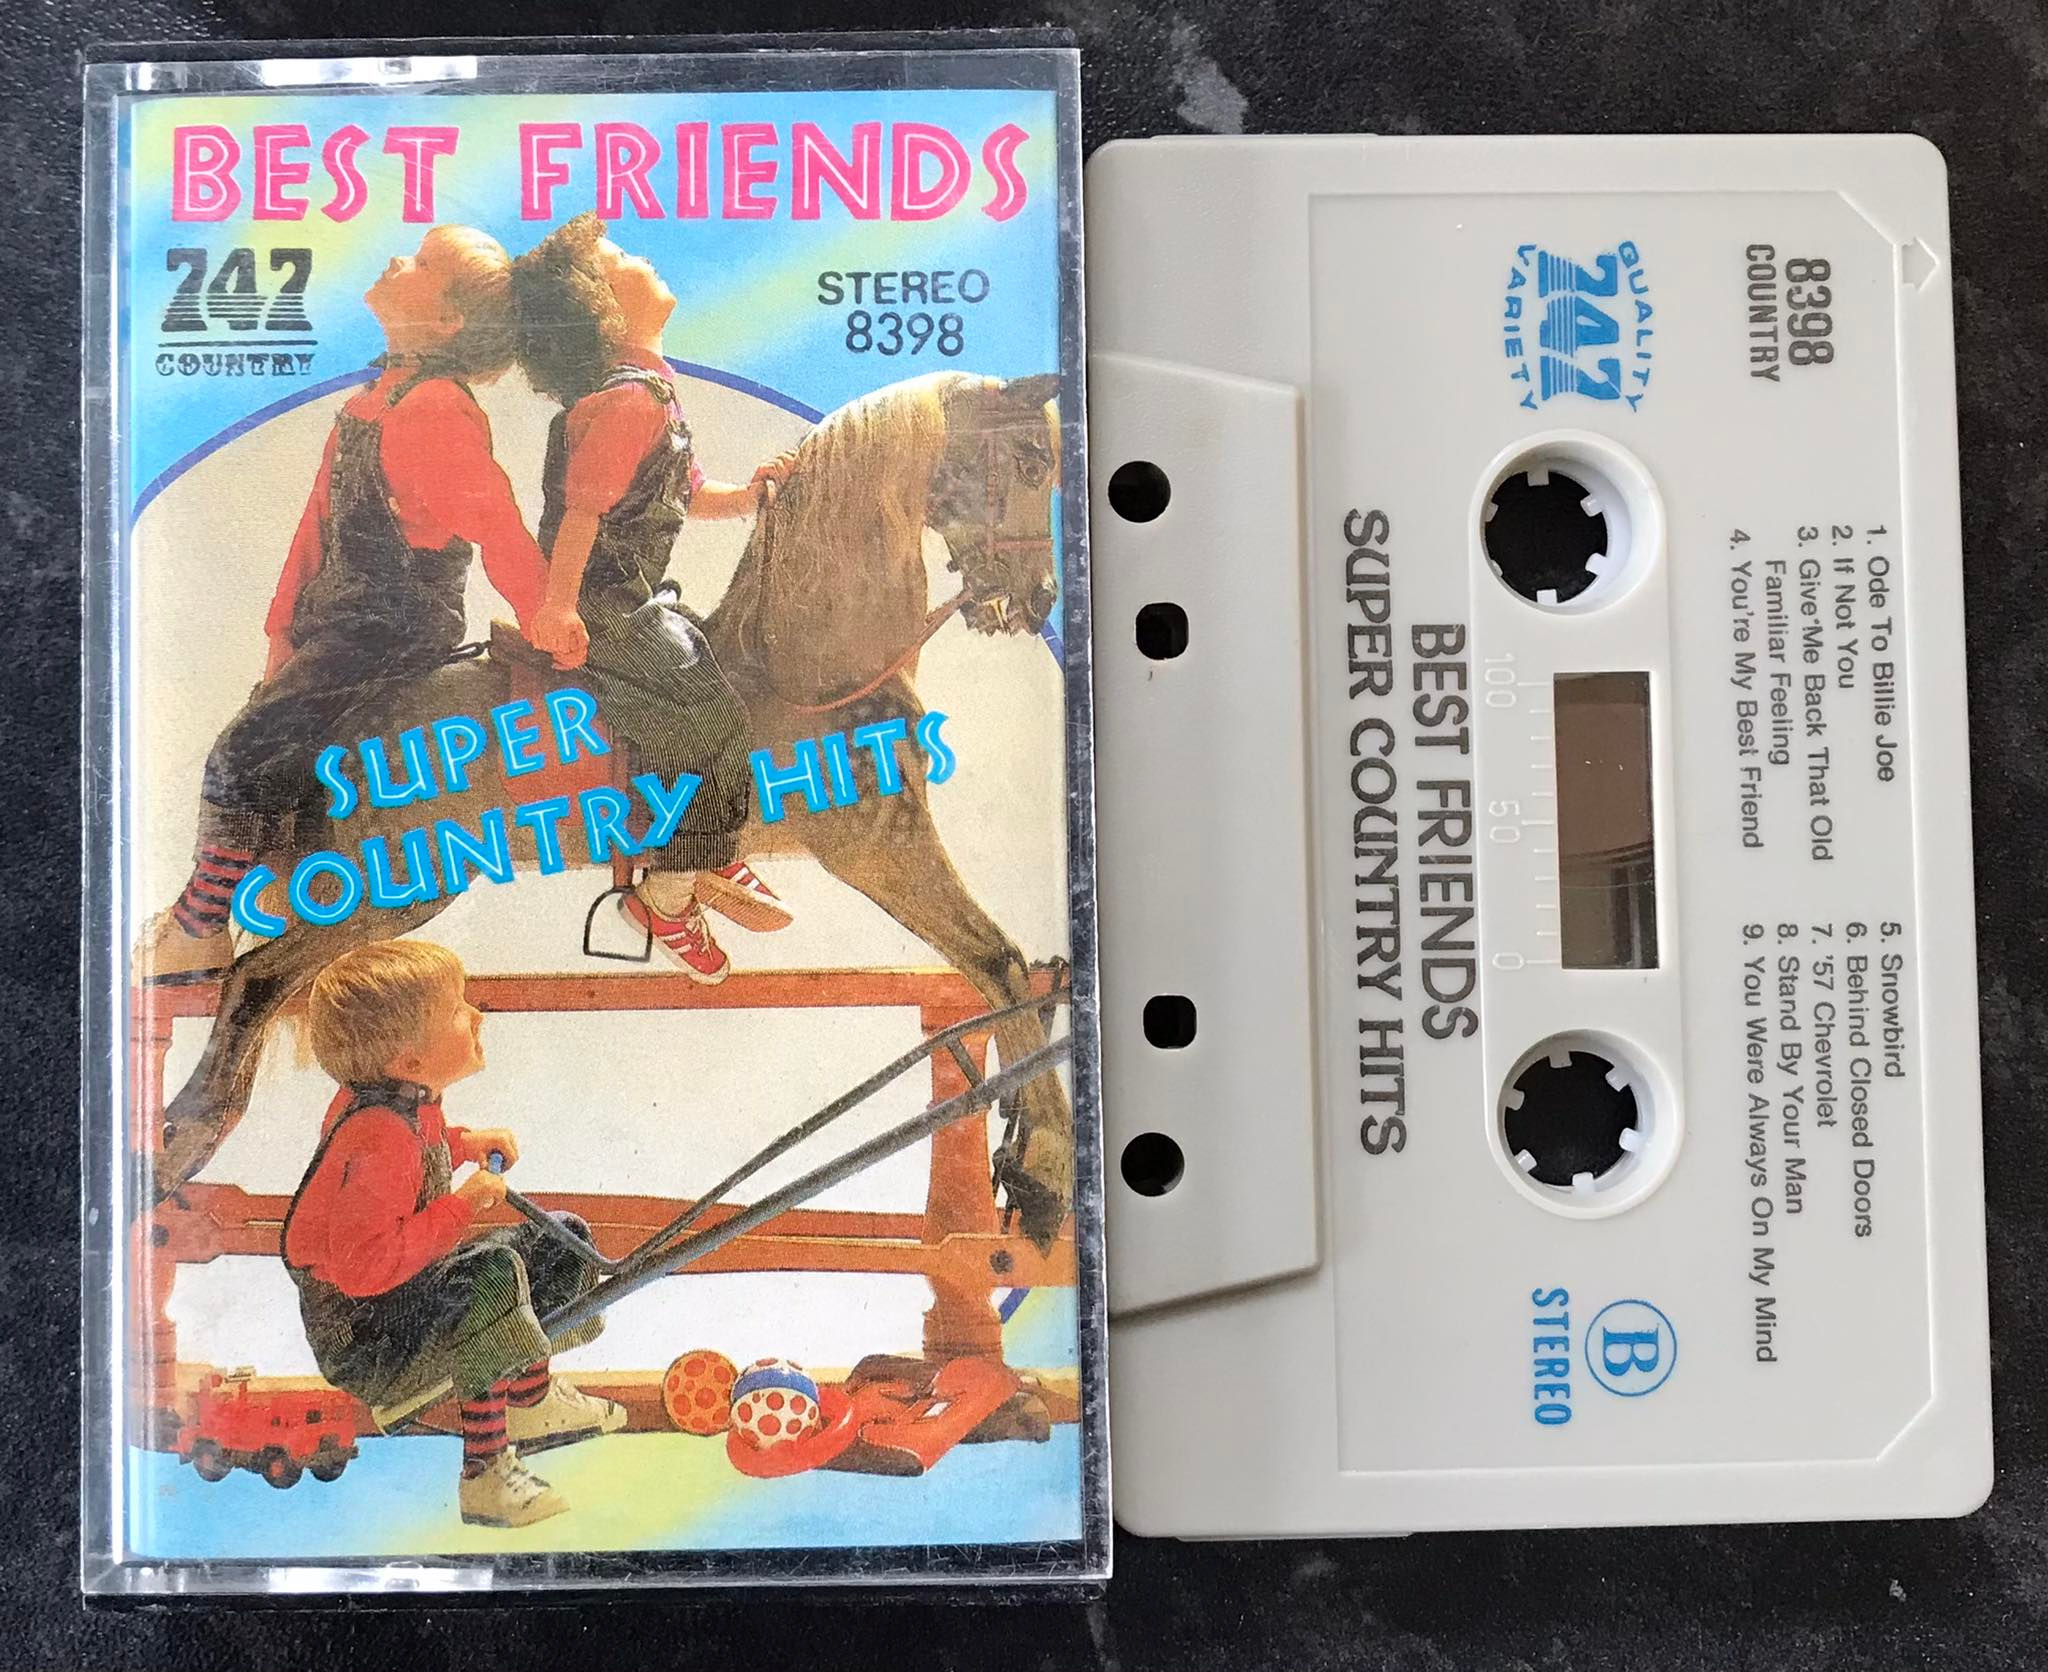 BEST FRIENDS
747
COUNTRY
STEREO
8398
SUPER
COUNTRY HITS
8398
COUNTRY
QUALITY
747
VARIETY
1. Ode To Billie Joe
2. If Not You
3. Give Me Back That Old
Familiar Feeling
4. You're My Best Friend
5. Snowbird
6. Behind Closed Doors
7. '57 Chevrolet
8. Stand By Your Man
9. You Were Always On My Mind
B
STEREO
100 50 0
BEST FRIENDS
SUPER COUNTRY HITS